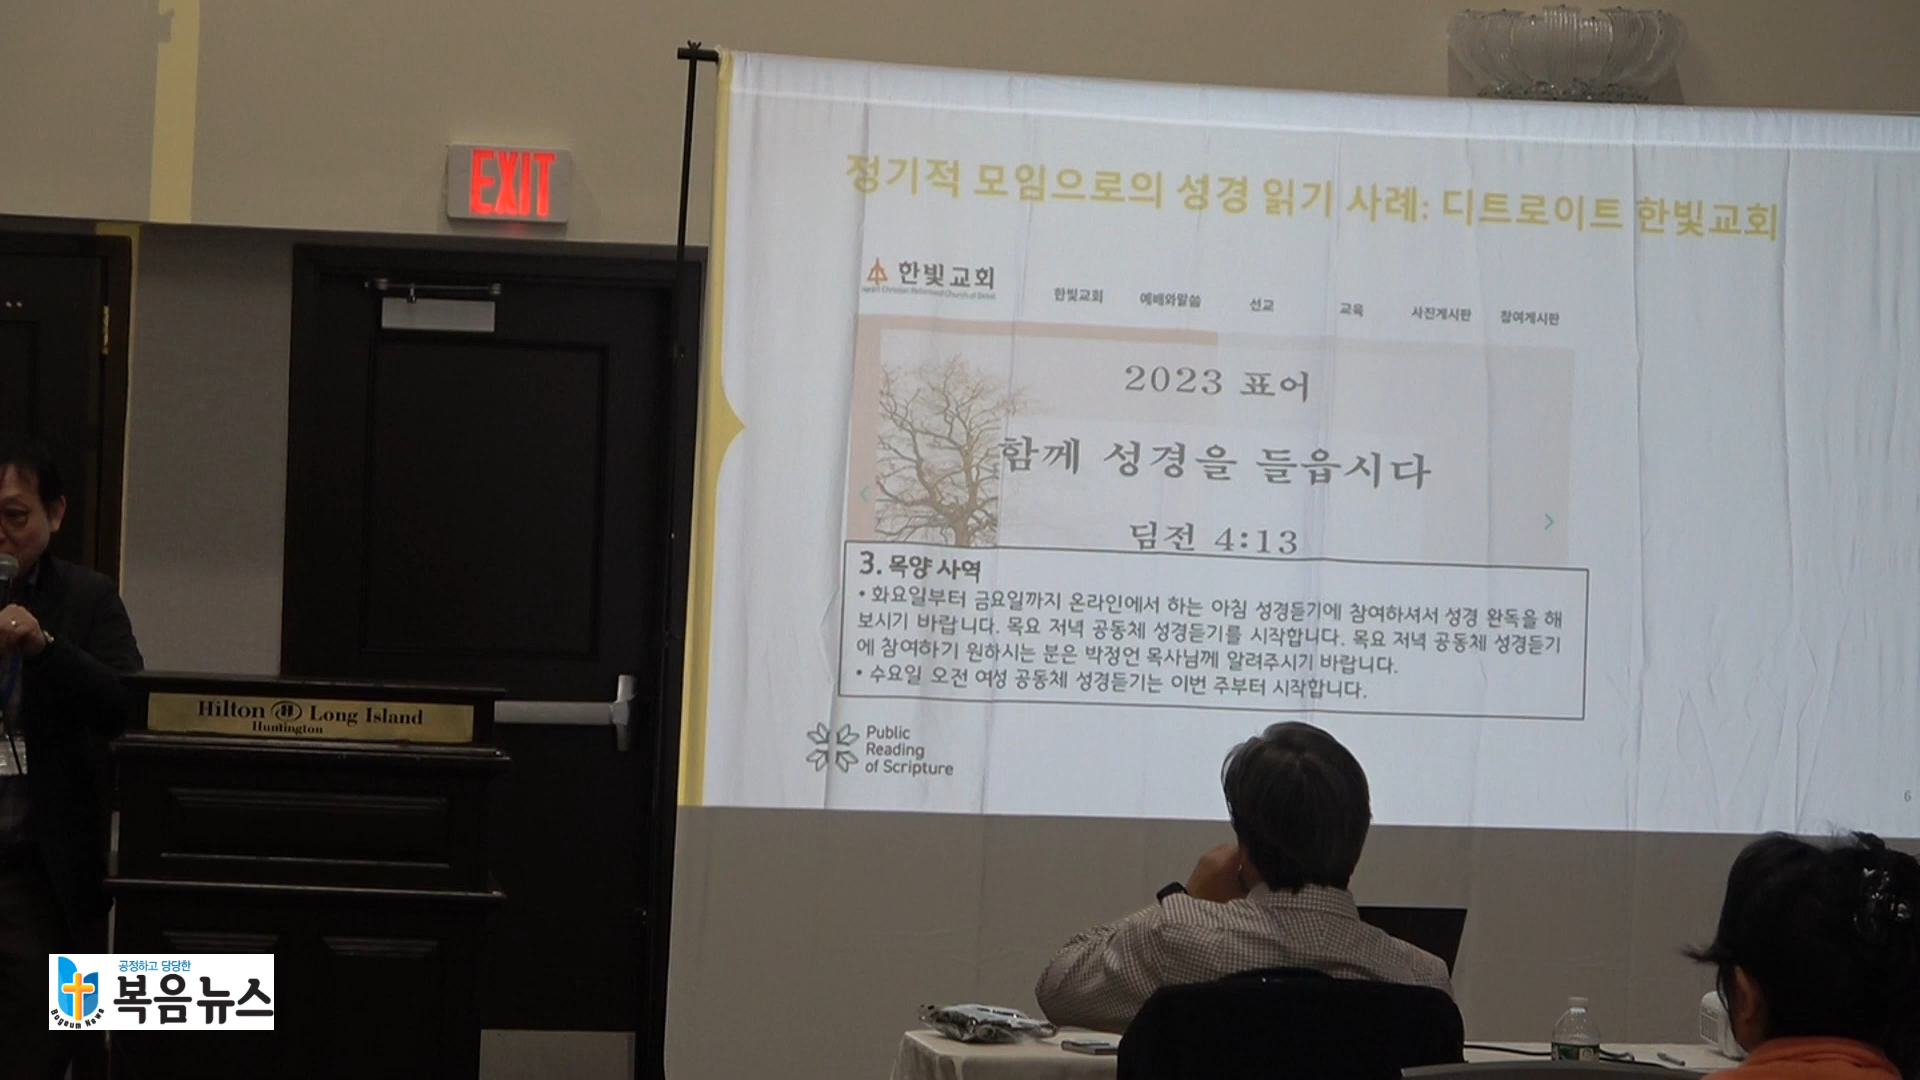 EXIT
정기적 모임으로의 성경 읽기 사례: 디트로이트 한빛교회
한빛교회
한빛교회 예배와말씀 선교 교육 사진게시판 참여게시판
2023 표어
함께 성경을 들읍시다
딤전 4:13
3. 목양 사역
• 화요일부터 금요일까지 온라인에서 하는 아침 성경듣기에 참여하셔서 성경 완독을 해
보시기 바랍니다. 목요 저녁 공동체 성경듣기를 시작합니다. 목요 저녁 공동체 성경듣기
에 참여하기 원하시는 분은 박정언 목사님께 알려주시기 바랍니다.
• 수요일 오전 여성 공동체 성경듣기는 이번 주부터 시작합니다.
Public
Reading
of Scripture
6
Hilton H Long Island
Huntington
공정하고 당당한
복음뉴스
Bogeum News